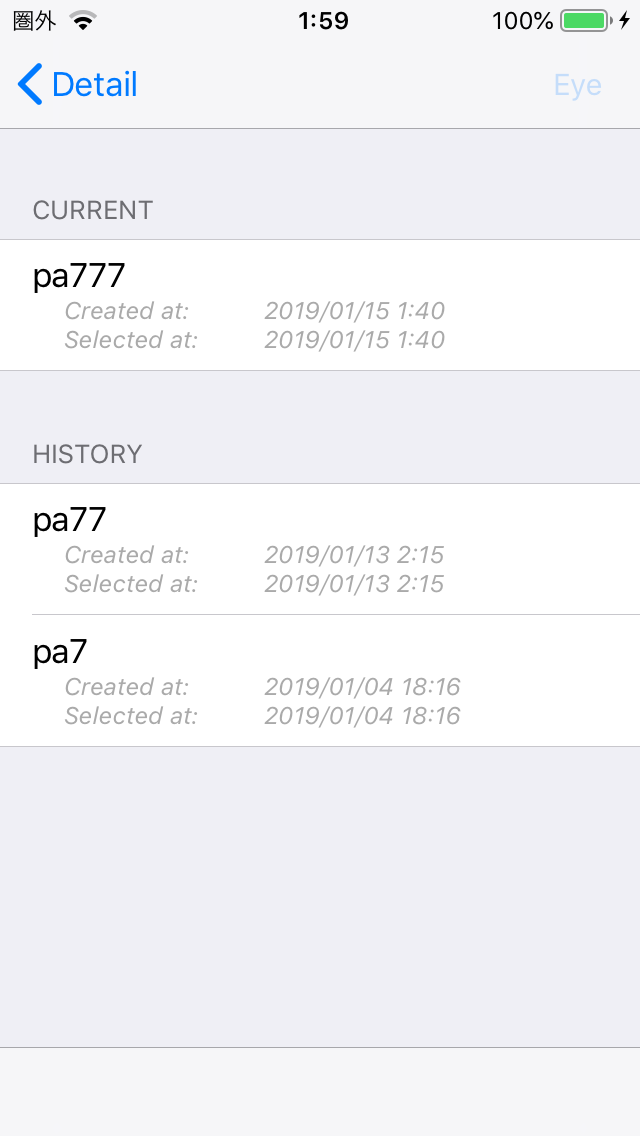 圏外 1:59 100%
Detail Eye
CURRENT
pa777
Created at: 2019/01/15 1:40
Selected at: 2019/01/15 1:40
HISTORY
pa77
Created at: 2019/01/13 2:15
Selected at: 2019/01/13 2:15
pa7
Created at: 2019/01/04 18:16
Selected at: 2019/01/04 18:16